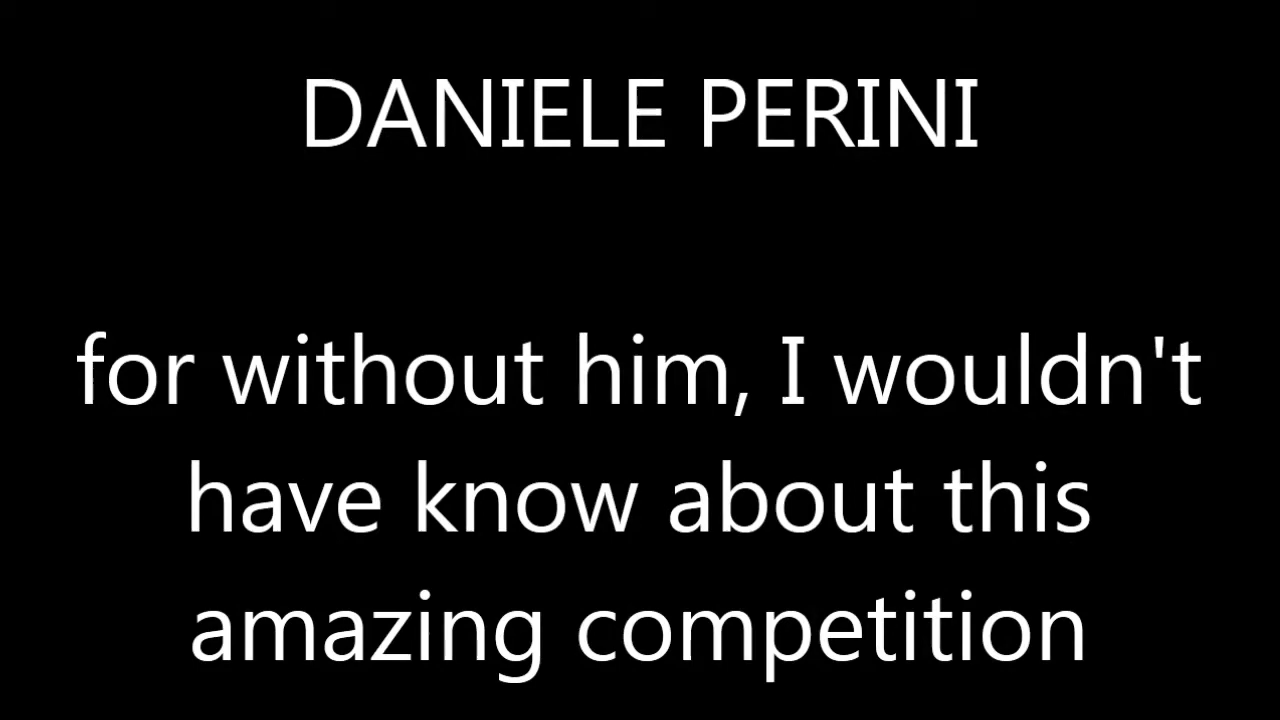 DANIELE PERINI
for without him, I wouldn't
have know about this
amazing competition